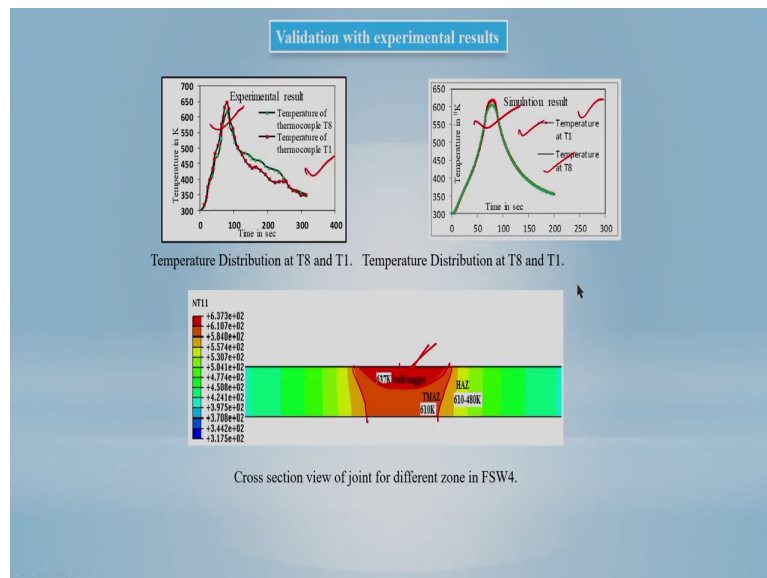 Validation with experimental results
700
650
600
550
500
450
400
350
300
Temperature in K
Experimental result
Temperature of
thermocouple T8
Temperature of
thermocouple T1
0
100
200
300
400
Time in sec
650
600
550
500
450
400
350
300
Temperature in °K
Simulation result
Temperature
at T1
Temperature
at T8
Time in sec
0
50
100
150
200
250
300
Temperature Distribution at T8 and T1. Temperature Distribution at T8 and T1.
NT11
+6.373e+02
+6.107e+02
+5.840e+02
+5.574e+02
+5.307e+02
+5.041e+02
+4.774e+02
+4.508e+02
+4.241e+02
+3.975e+02
+3.708e+02
+3.442e+02
+3.175e+02
637K weld nugget
TMAZ
610K
HAZ
610-480K
Cross section view of joint for different zone in FSW4.